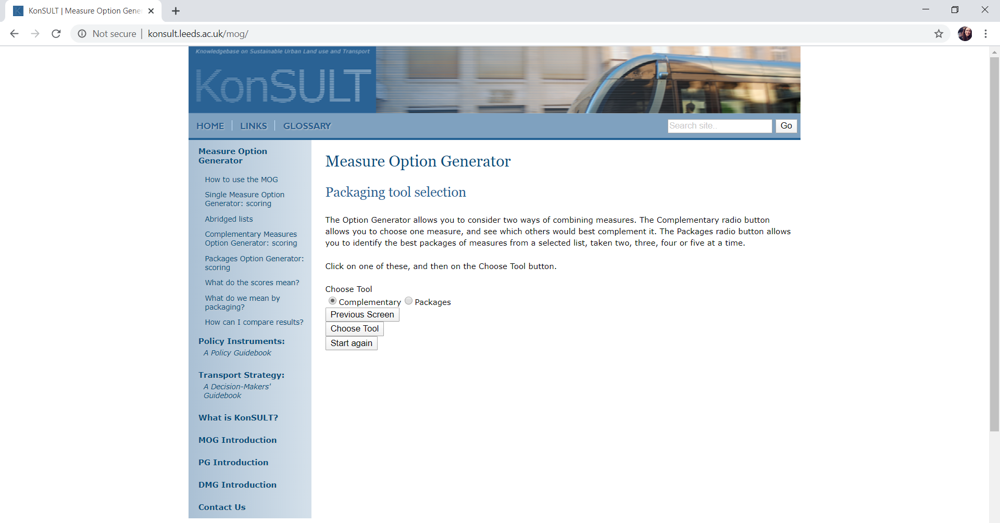 KonSULT | Measure Option Gene
Not secure | konsult.leeds.ac.uk/mog/
Knowledgebase on Sustainable Urban Land use and Transport
KonSULT
HOME
LINKS
GLOSSARY
Search site..
Go
Measure Option
Generator
How to use the MOG
Single Measure Option
Generator: scoring
Abridged lists
Complementary Measures
Option Generator: scoring
Packages Option Generator:
scoring
What do the scores mean?
What do we mean by
packaging?
How can I compare results?
Policy Instruments:
A Policy Guidebook
Transport Strategy:
A Decision-Makers'
Guidebook
What is KonSULT?
MOG Introduction
PG Introduction
DMG Introduction
Contact Us
Measure Option Generator
Packaging tool selection
The Option Generator allows you to consider two ways of combining measures. The Complementary radio button
allows you to choose one measure, and see which others would best complement it. The Packages radio button allows
you to identify the best packages of measures from a selected list, taken two, three, four or five at a time.
Click on one of these, and then on the Choose Tool button.
Choose Tool
Complementary Packages
Previous Screen
Choose Tool
Start again